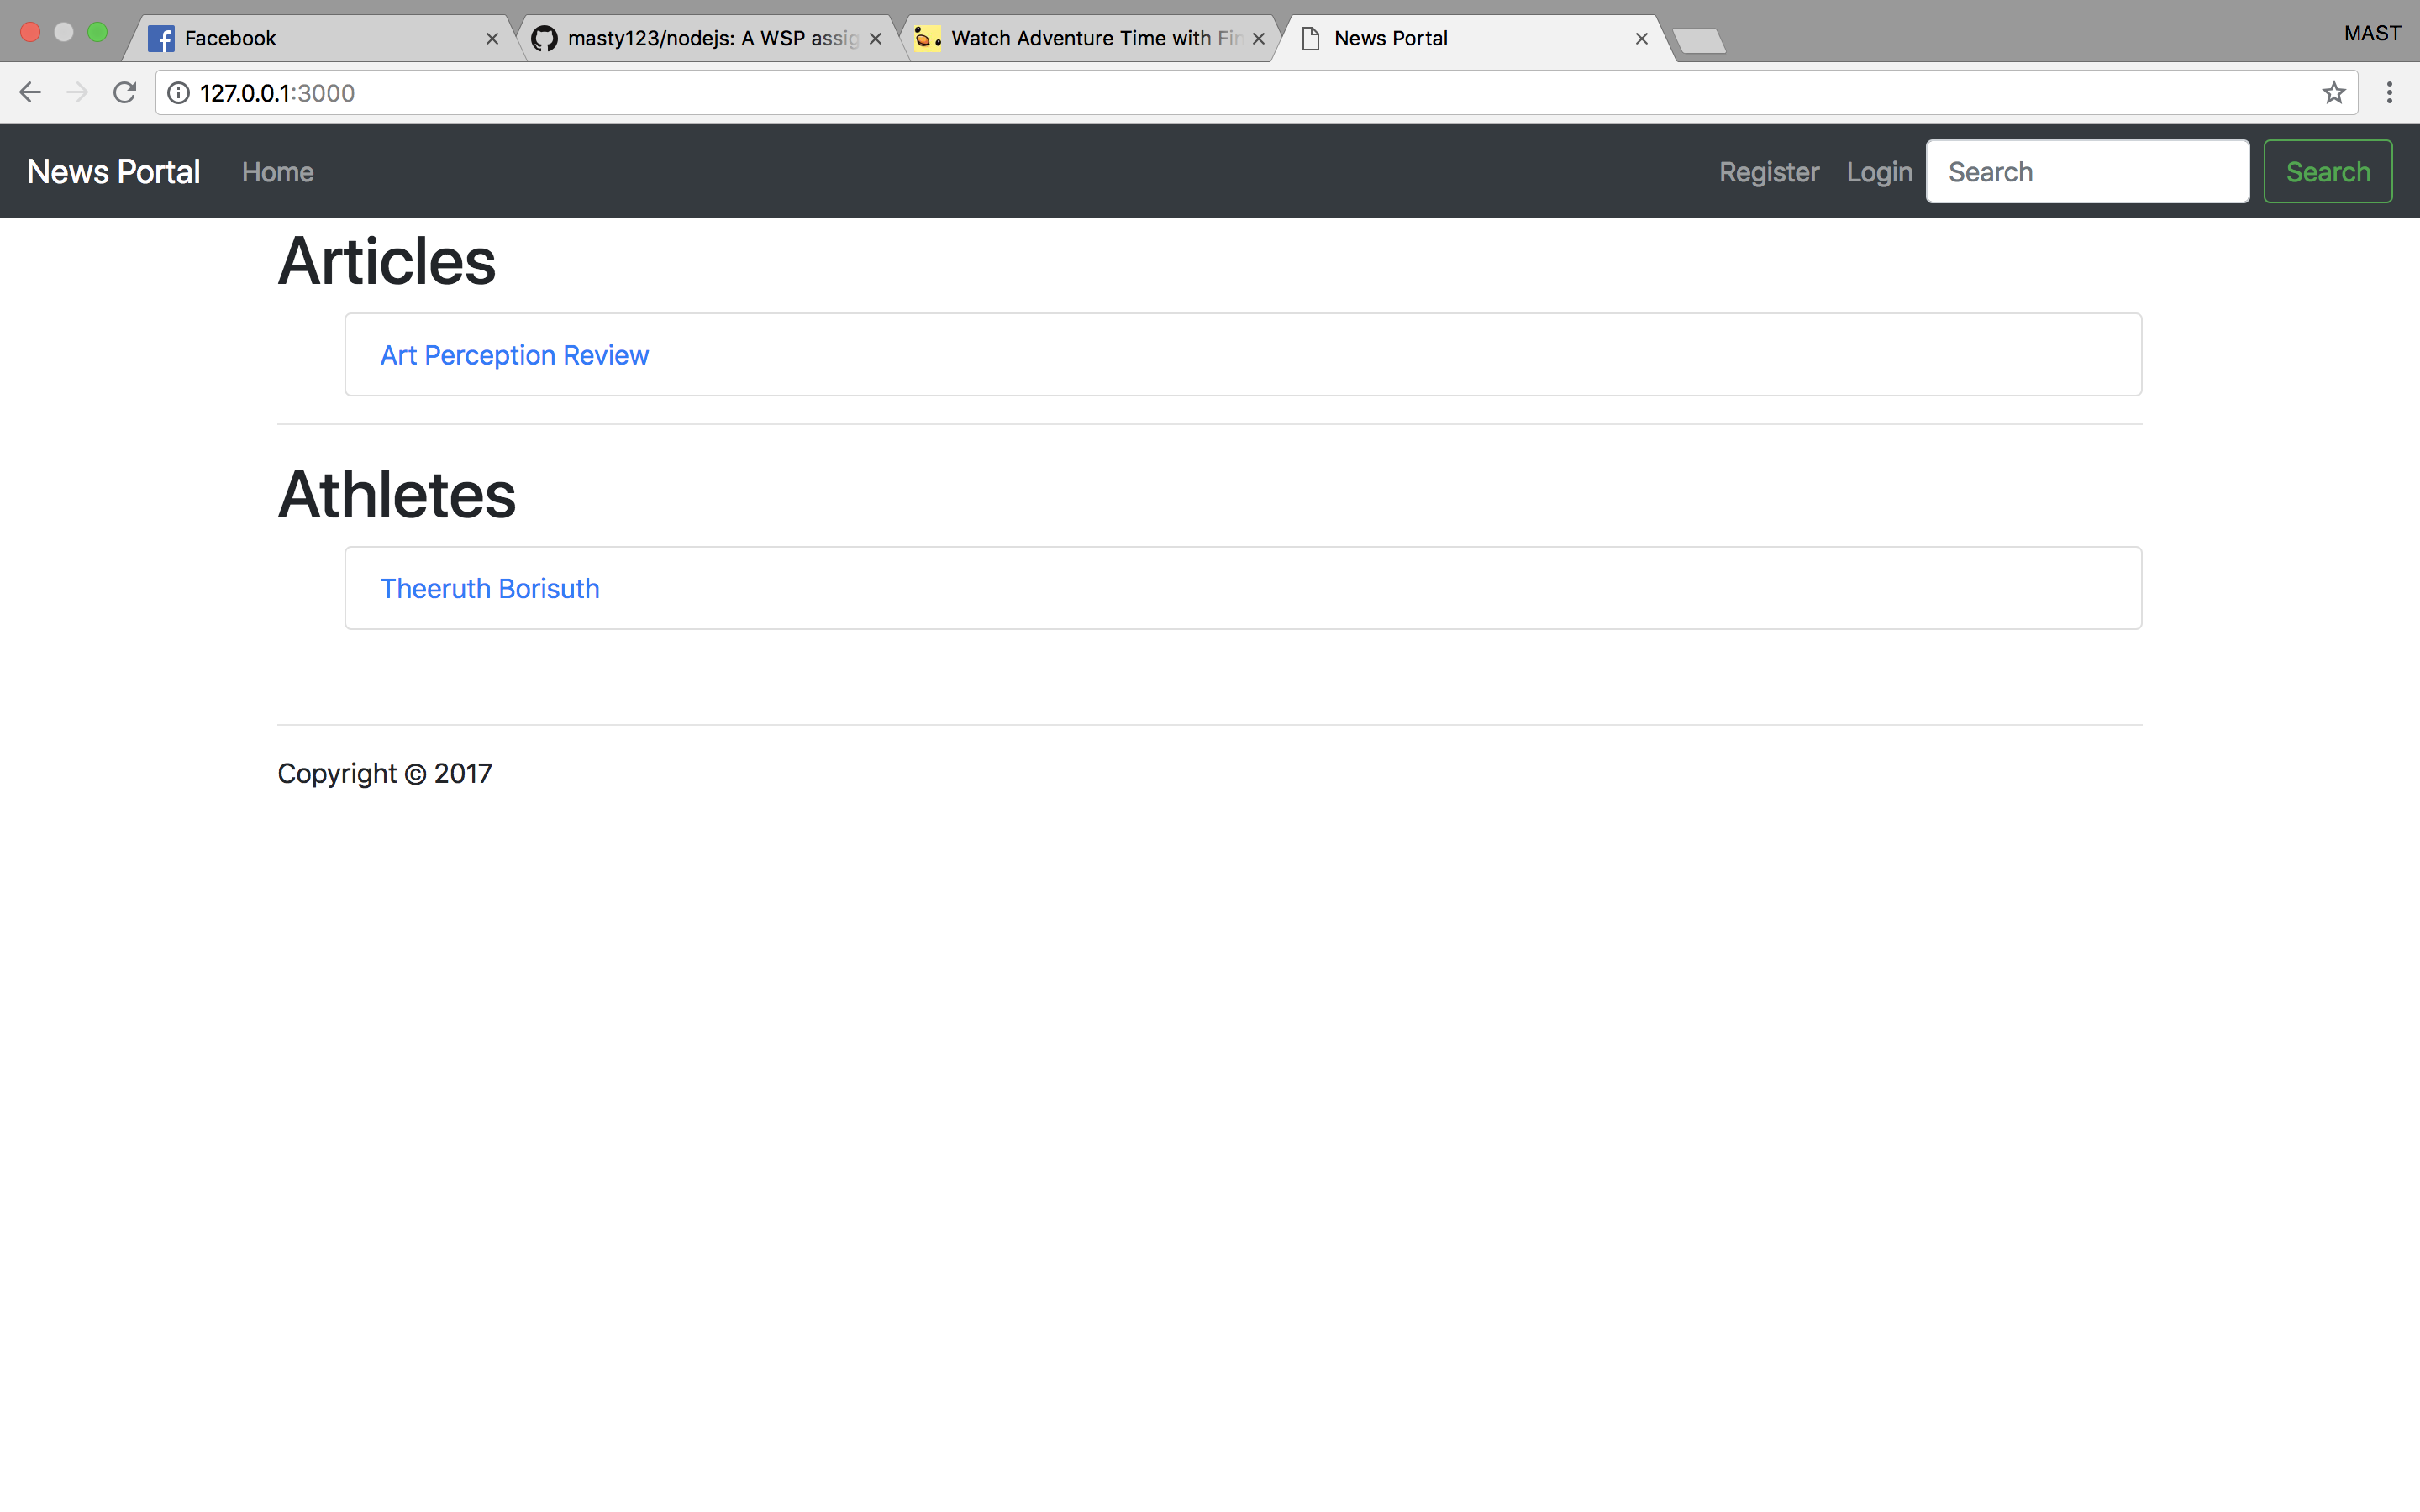 Facebook
masty123/nodejs: A WSP assig
Watch Adventure Time with Fin
News Portal
MAST
127.0.0.1:3000
News Portal Home Register Login Search Search
Articles
Art Perception Review
Athletes
Theeruth Borisuth
Copyright © 2017